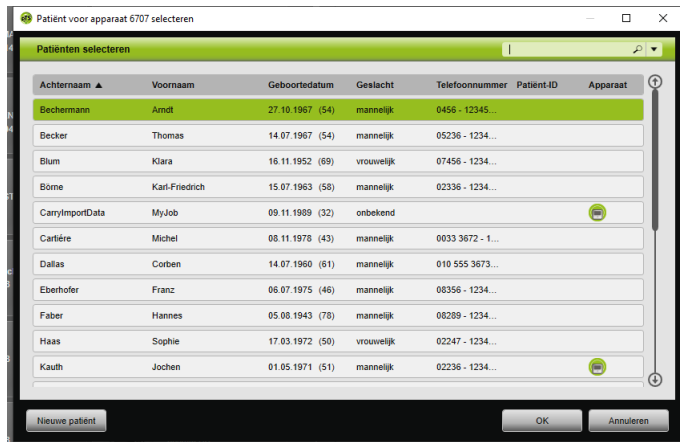 Patiënt voor apparaat 6707 selecteren
Patiënten selecteren
Achternaam ▲ Voornaam Geboortedatum Geslacht Telefoonnummer Patiënt-ID Apparaat
Bechermann Arndt 27.10.1967 (54) mannelijk 0456 - 12345...
Becker Thomas 14.07.1967 (54) mannelijk 05236 - 1234...
Blum Klara 16.11.1952 (69) vrouwelijk 07456 - 1234...
Börne Karl-Friedrich 15.07.1963 (58) mannelijk 02336 - 1234...
CarryImportData MyJob 09.11.1989 (32) onbekend
Cartiére Michel 08.11.1978 (43) mannelijk 0033 3672 - 1...
Dallas Corben 14.07.1960 (61) mannelijk 010 555 3673...
Eberhofer Franz 06.07.1975 (46) mannelijk 08356 - 1234...
Faber Hannes 05.08.1943 (78) mannelijk 08289 - 1234...
Haas Sophie 17.03.1972 (50) vrouwelijk 02247 - 1234...
Kauth Jochen 01.05.1971 (51) mannelijk 02236 - 1234...
Nieuwe patiënt OK Annuleren